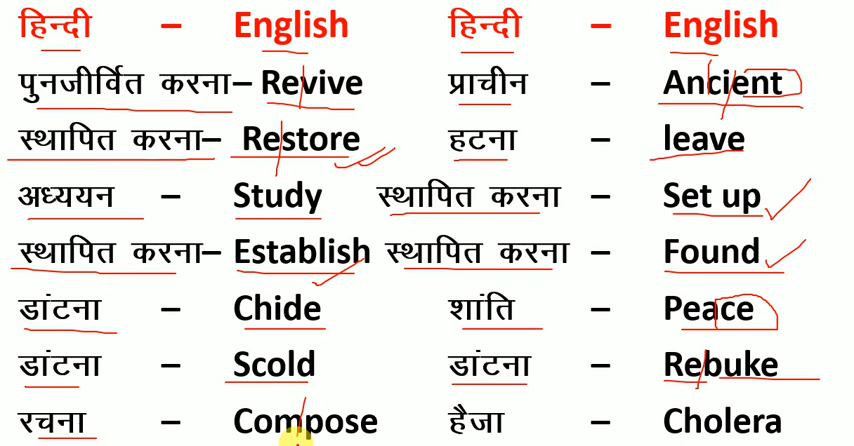 हिन्दी – English हिन्दी – English
पुनजीर्वित करना– Revive प्राचीन – Ancient
स्थापित करना– Restore हटना – leave
अध्ययन – Study स्थापित करना – Set up
स्थापित करना– Establish स्थापित करना – Found
डांटना – Chide शांति – Peace
डांटना – Scold डांटना – Rebuke
रचना – Compose हैजा – Cholera